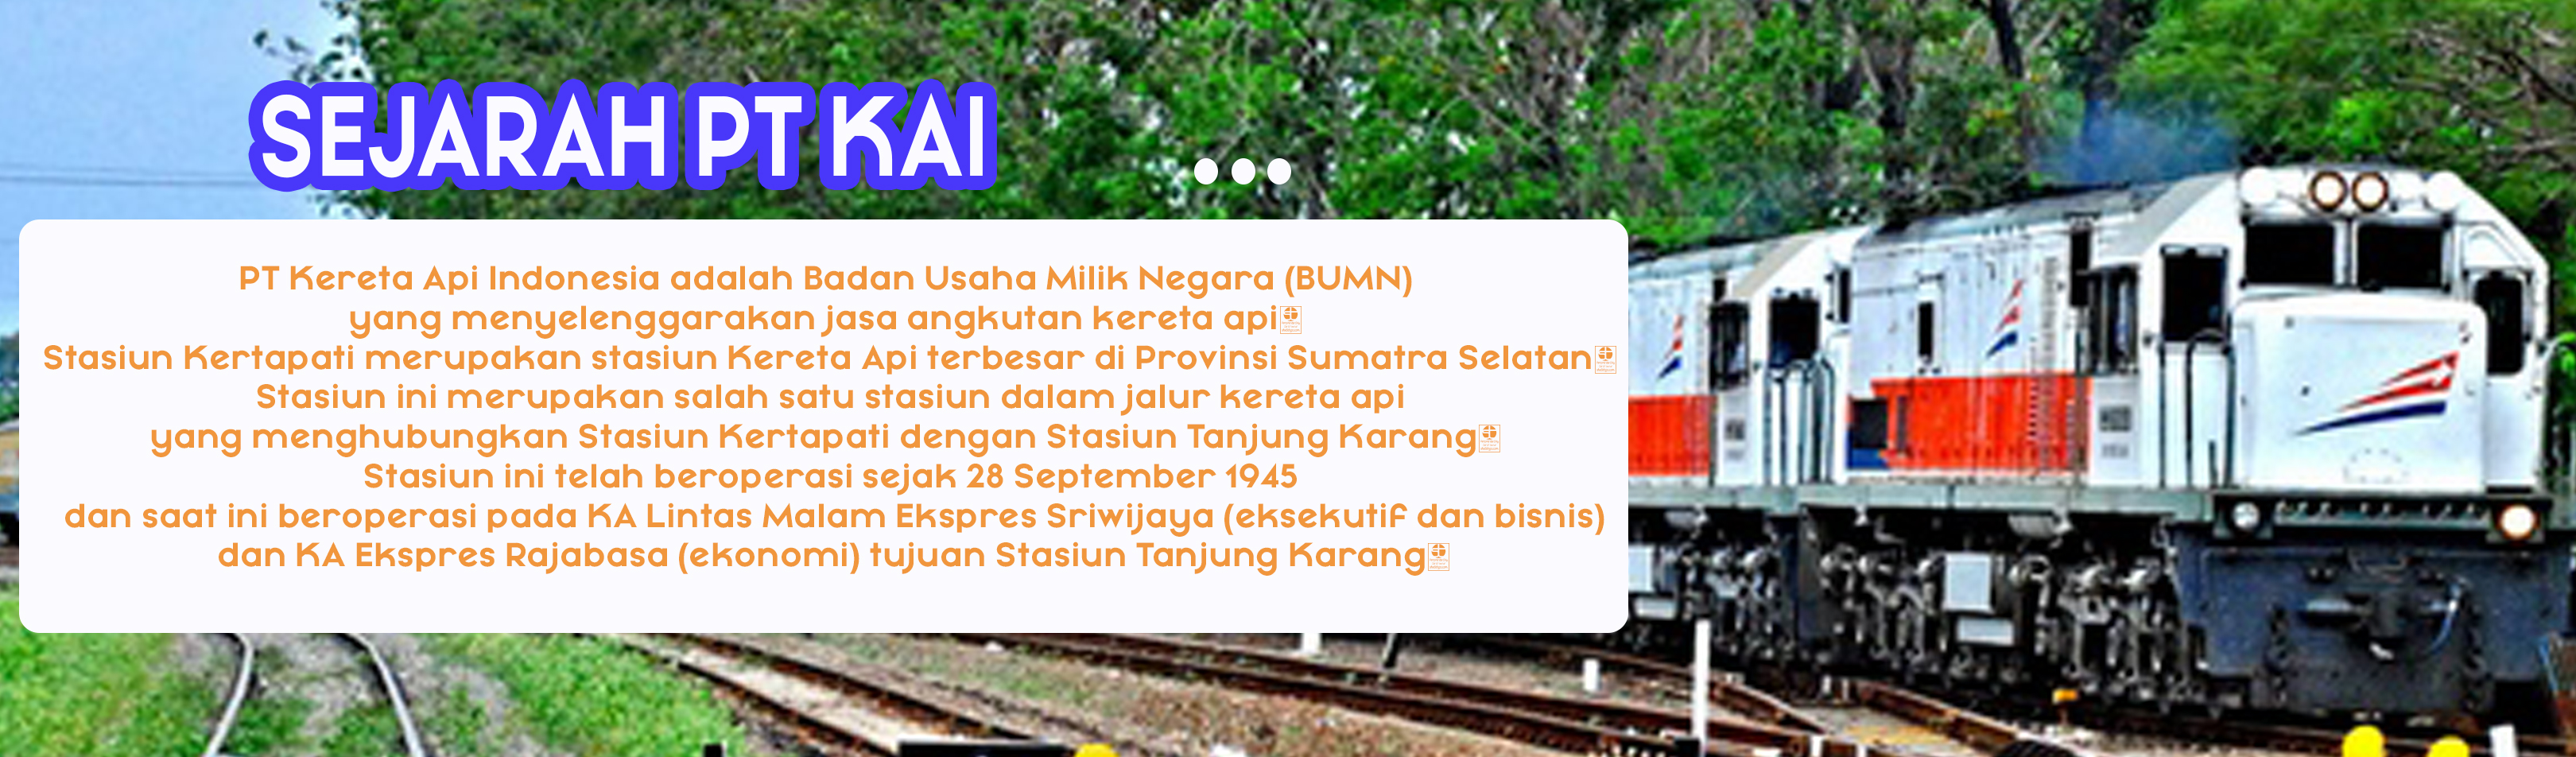 SEJARAH PT KAI
PT Kereta Api Indonesia adalah Badan Usaha Milik Negara (BUMN)
yang menyelenggarakan jasa angkutan kereta api
Stasiun Kertapati merupakan stasiun Kereta Api terbesar di Provinsi Sumatra Selatan
Stasiun ini merupakan salah satu stasiun dalam jalur kereta api
yang menghubungkan Stasiun Kertapati dengan Stasiun Tanjung Karang
Stasiun ini telah beroperasi sejak 28 September 1945
dan saat ini beroperasi pada KA Lintas Malam Ekspres Sriwijaya (eksekutif dan bisnis)
dan KA Ekspres Rajabasa (ekonomi) tujuan Stasiun Tanjung Karang